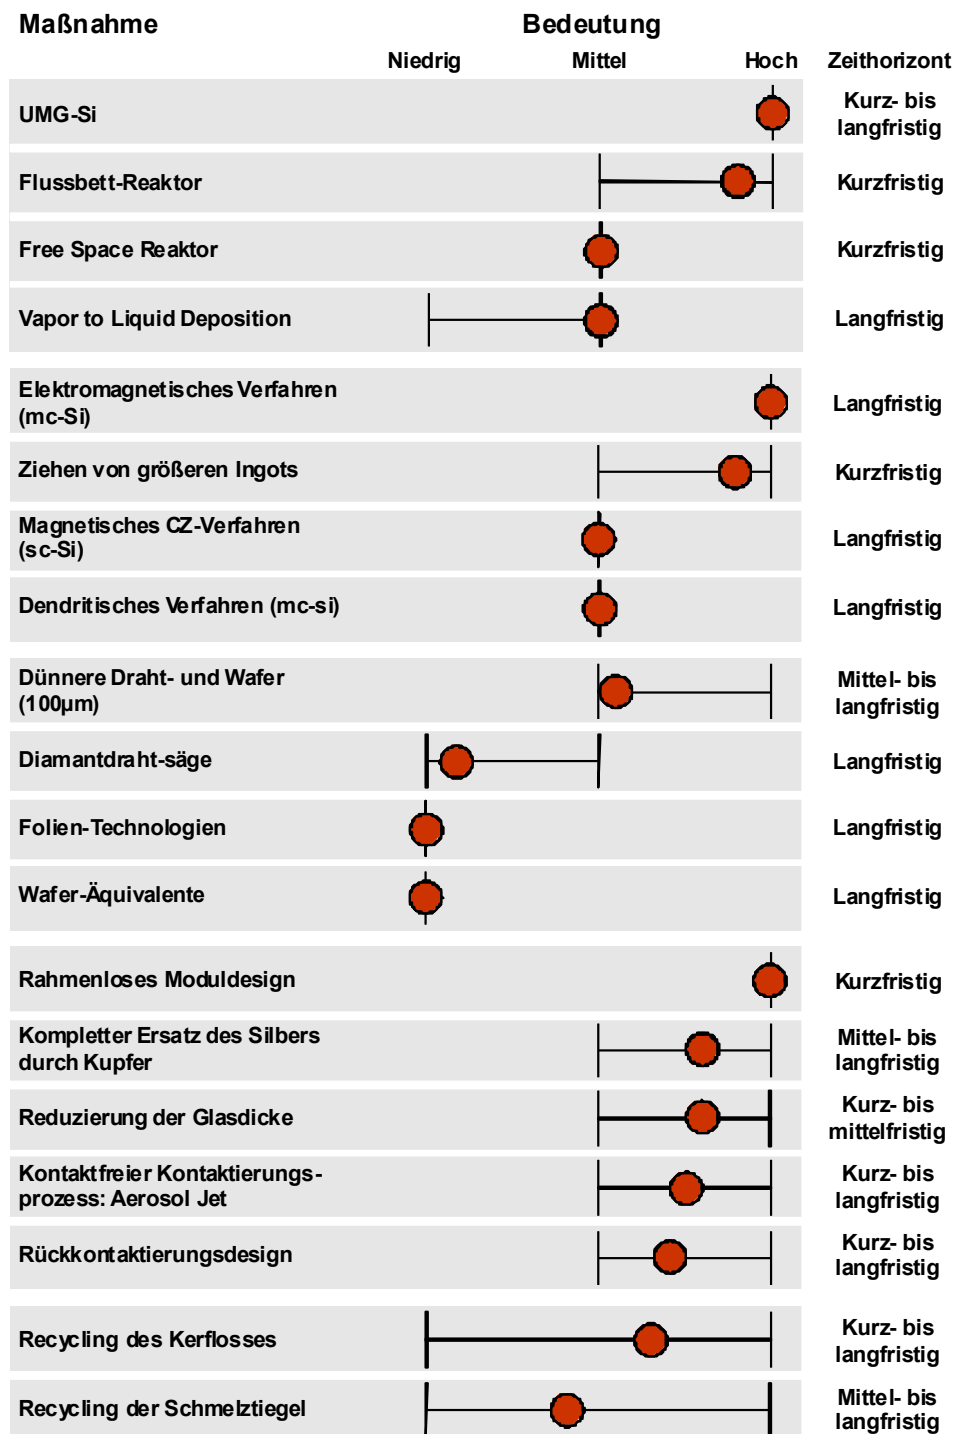 Maßnahme
Bedeutung
Niedrig
Mittel
Hoch
Zeithorizont
UMG-Si
Kurz- bis
langfristig
Flussbett-Reaktor
Kurzfristig
Free Space Reaktor
Kurzfristig
Vapor to Liquid Deposition
Langfristig
Elektromagnetisches Verfahren
(mc-Si)
Langfristig
Ziehen von größeren Ingots
Kurzfristig
Magnetisches CZ-Verfahren
(sc-Si)
Langfristig
Dendritisches Verfahren (mc-si)
Langfristig
Dünnere Draht- und Wafer
(100µm)
Mittel- bis
langfristig
Diamantdraht-säge
Langfristig
Folien-Technologien
Langfristig
Wafer-Äquivalente
Langfristig
Rahmenloses Moduldesign
Kurzfristig
Kompletter Ersatz des Silbers
durch Kupfer
Mittel- bis
langfristig
Reduzierung der Glasdicke
Kurz- bis
mittelfristig
Kontaktfreier Kontaktierungs-
prozess: Aerosol Jet
Kurz- bis
langfristig
Rückkontaktierungsdesign
Kurz- bis
langfristig
Recycling des Kerflosses
Kurz- bis
langfristig
Recycling der Schmelztiegel
Mittel- bis
langfristig